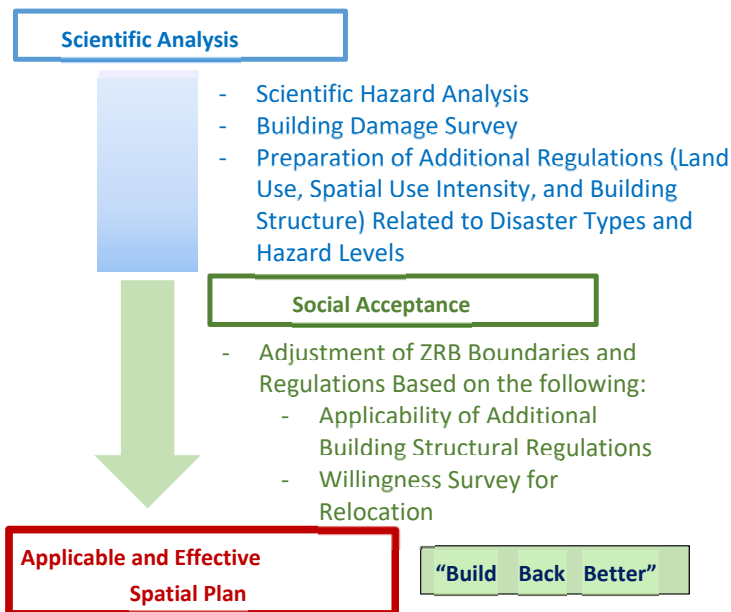 Scientific Analysis
- Scientific Hazard Analysis
- Building Damage Survey
- Preparation of Additional Regulations (Land
Use, Spatial Use Intensity, and Building
Structure) Related to Disaster Types and
Hazard Levels
Social Acceptance
- Adjustment of ZRB Boundaries and
Regulations Based on the following:
- Applicability of Additional
Building Structural Regulations
- Willingness Survey for
Relocation
Applicable and Effective
Spatial Plan
“Build Back Better”